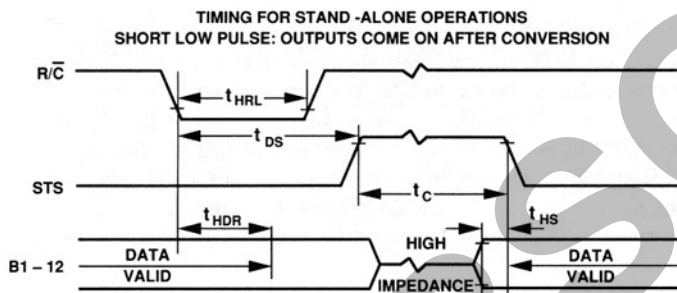 TIMING FOR STAND -ALONE OPERATIONS
SHORT LOW PULSE: OUTPUTS COME ON AFTER CONVERSION
R/C̅
tHRL
tDS
STS
tC
tHDR
tHS
HIGH
DATA
DATA
B1 – 12
VALID
IMPEDANCE
VALID